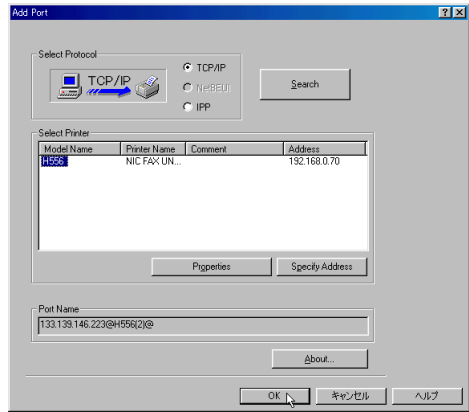 Add Port
Select Protocol
TCP/IP
TCP/IP
NetBEUI
IPP
Search
Select Printer
Model Name Printer Name Comment Address
H556 NIC FAX UN... 192.168.0.70
Properties Specify Address
Port Name
133.139.146.223@H556(2)@
About...
OK キャンセル ヘルプ